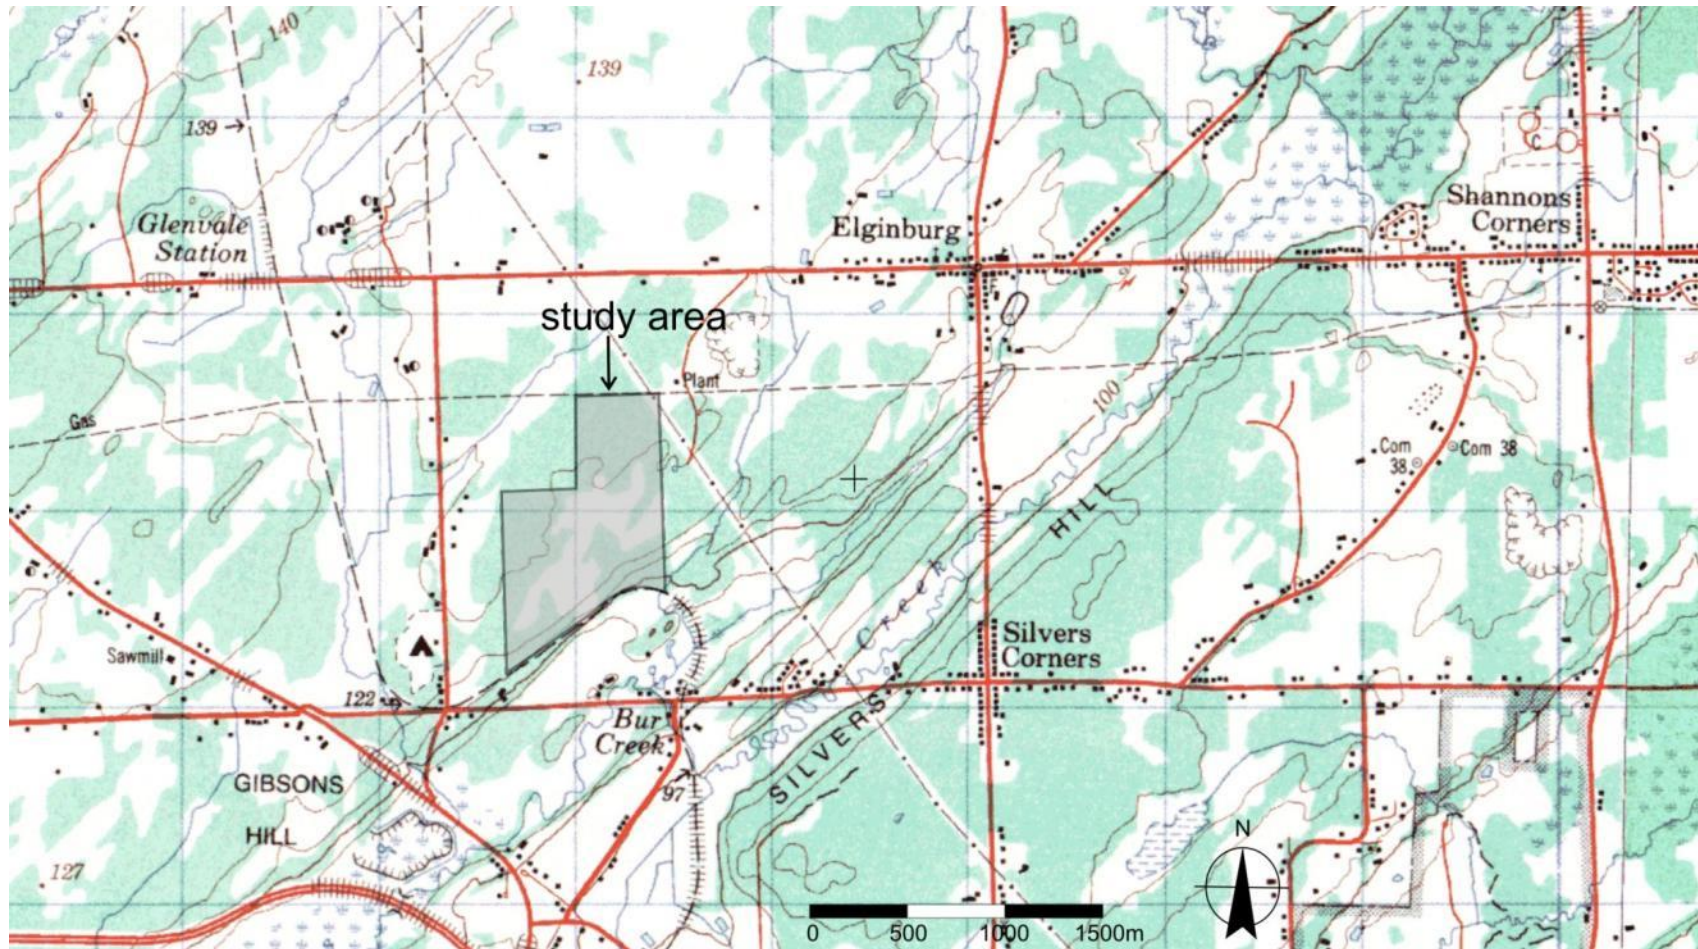 140
139
139
Glenvale
Station
Elginburg
Shannons
Corners
C
study area
Plant
Gas
100
Com
38
Com 38
HILL
Creek
Sawmill
122
Silvers
Corners
Bur
Creek
SILVERS
97
GIBSONS
HILL
127
N
0 500 1000 1500m